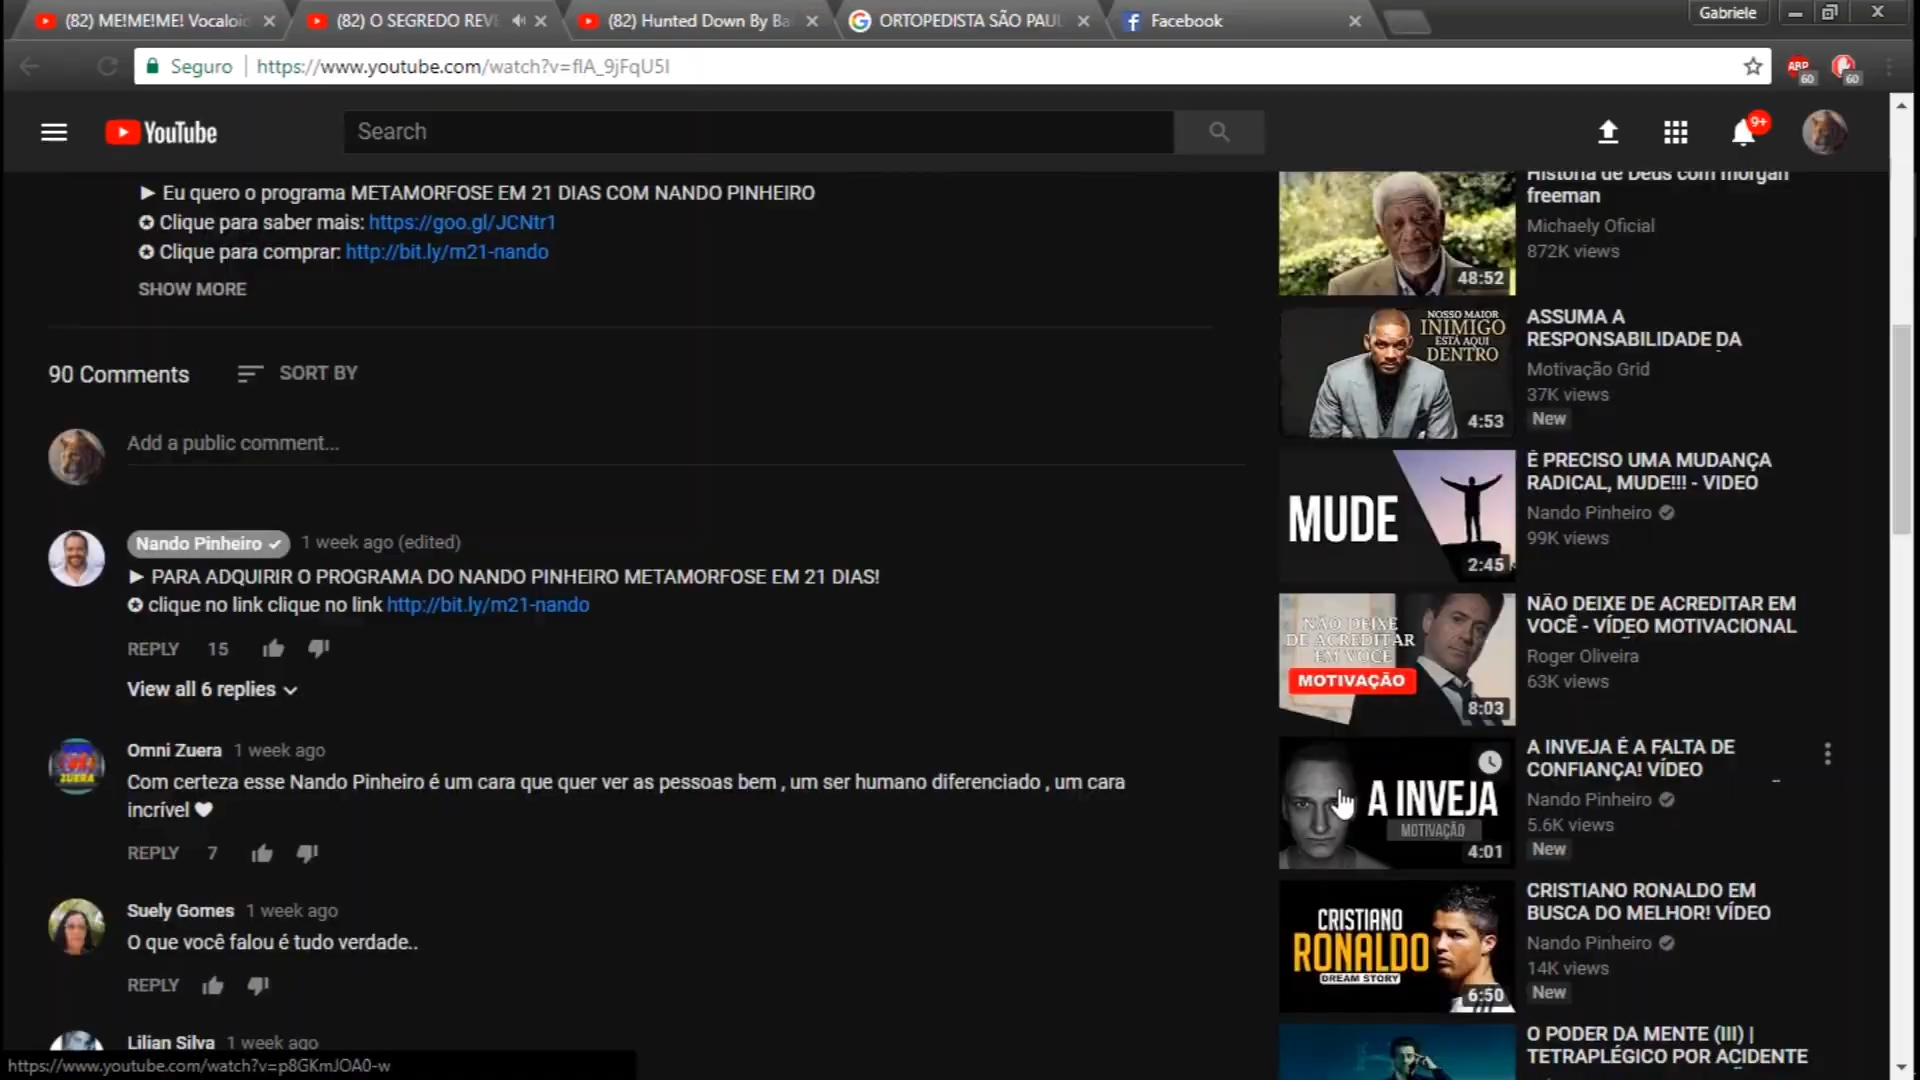 (82) ME!ME!ME! Vocaloid
(82) O SEGREDO REVE
(82) Hunted Down By Ba
ORTOPEDISTA SÃO PAUL
Facebook
Gabriele
Seguro
https://www.youtube.com/watch?v=flA_9jFqU5I
ABP
60
60
YouTube
Search
9+
► Eu quero o programa METAMORFOSE EM 21 DIAS COM NANDO PINHEIRO
✪ Clique para saber mais: https://goo.gl/JCNtr1
✪ Clique para comprar: http://bit.ly/m21-nando
SHOW MORE
90 Comments
SORT BY
Add a public comment...
Nando Pinheiro
1 week ago (edited)
► PARA ADQUIRIR O PROGRAMA DO NANDO PINHEIRO METAMORFOSE EM 21 DIAS!
✪ clique no link clique no link http://bit.ly/m21-nando
REPLY 15
View all 6 replies
Omni Zuera 1 week ago
Com certeza esse Nando Pinheiro é um cara que quer ver as pessoas bem , um ser humano diferenciado , um cara
incrível ♥
REPLY 7
Suely Gomes 1 week ago
O que você falou é tudo verdade..
REPLY
Lilian Silva 1 week ago
https://www.youtube.com/watch?v=p8GKmJOA0-w
História de Deus com morgan
freeman
Michaely Oficial
872K views
48:52
NOSSO MAIOR
INIMIGO
ESTÁ AQUI
DENTRO
4:53
ASSUMA A
RESPONSABILIDADE DA
Motivação Grid
37K views
New
MUDE
2:45
É PRECISO UMA MUDANÇA
RADICAL, MUDE!!! - VIDEO
Nando Pinheiro
99K views
NÃO DEIXE
DE ACREDITAR
EM VOCÊ
MOTIVAÇÃO
8:03
NÃO DEIXE DE ACREDITAR EM
VOCÊ - VÍDEO MOTIVACIONAL
Roger Oliveira
63K views
A INVEJA
MOTIVAÇÃO
4:01
A INVEJA É A FALTA DE
CONFIANÇA! VÍDEO
Nando Pinheiro
5.6K views
New
CRISTIANO
RONALDO
DREAM STORY
6:50
CRISTIANO RONALDO EM
BUSCA DO MELHOR! VÍDEO
Nando Pinheiro
14K views
New
O PODER DA MENTE (III) |
TETRAPLÉGICO POR ACIDENTE